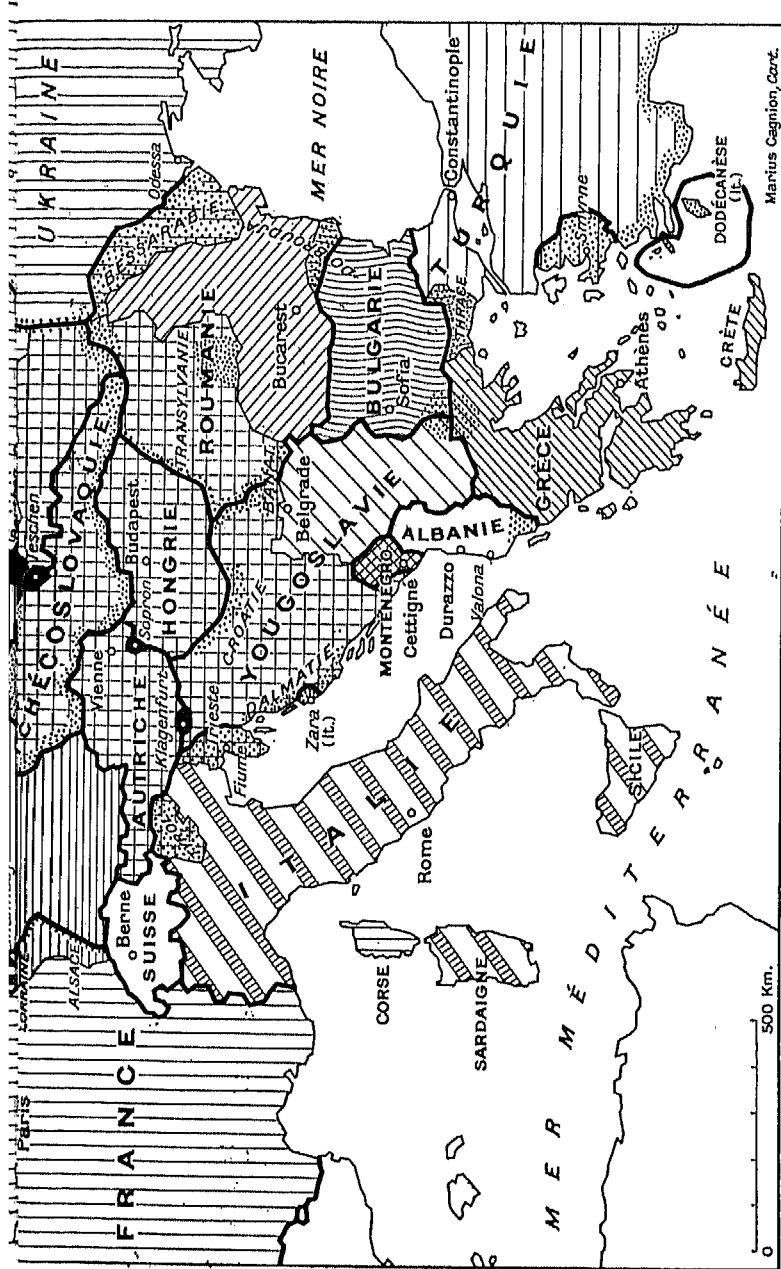 UKRAINE
Odessa
MER NOIRE
BESSARABIE
DOBROUDJA
Constantinople
TURQUIE
Smyrne
DODÉCANÈSE
(It.)
Marius Cagnion, Cart.
TCHÉCOSLOVAQUIE
Teschen
TRANSYLVANIE
ROUMANIE
Bucarest
BULGARIE
Sofia
THRACE
Athènes
CRÈTE
Budapest
HONGRIE
Sopron
Vienne
AUTRICHE
Klagenfurt
BANAT
Belgrade
CROATIE
YOUGOSLAVIE
DALMATIE
Trieste
Fiume
Zara
(It.)
MONTÉNÉGRO
Cettigné
ALBANIE
Durazzo
Valona
GRÈCE
LORRAINE
ALSACE
Paris
FRANCE
Berne
SUISSE
ITALIE
Rome
CORSE
SARDAIGNE
SICILE
MER MÉDITERRANÉE
0
500 Km.